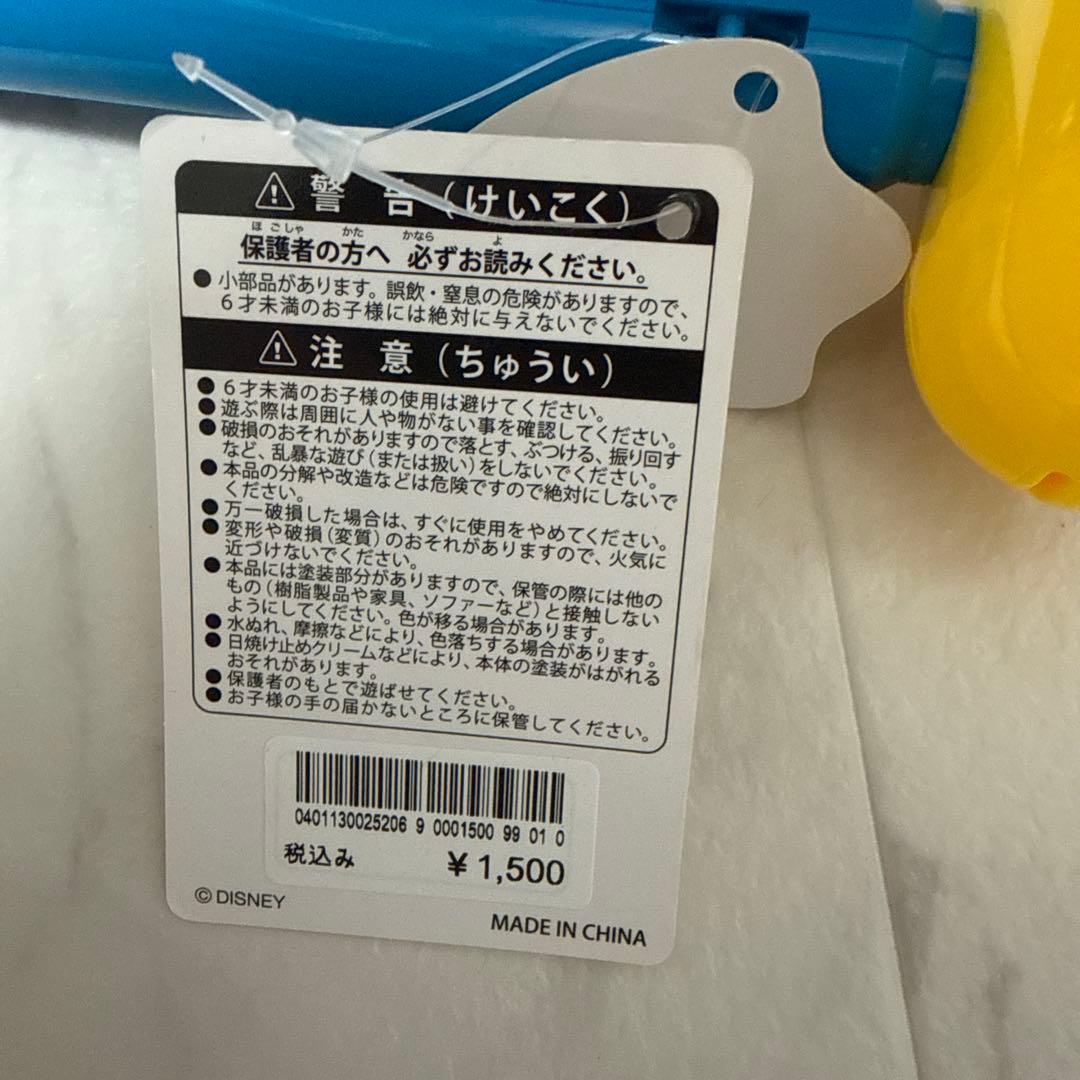 警 告（けいこく）
ほごしゃ かた かなら よ
保護者の方へ 必ずお読みください。
●小部品があります。誤飲・窒息の危険がありますので、
６才未満のお子様には絶対に与えないでください。
注 意（ちゅうい）
●６才未満のお子様の使用は避けてください。
●遊ぶ際は周囲に人や物がない事を確認してください。
●破損のおそれがありますので落とす、ぶつける、振り回す
など、乱暴な遊び（または扱い）をしないでください。
●本品の分解や改造などは危険ですので絶対にしないで
ください。
●万一破損した場合は、すぐに使用をやめてください。
●変形や破損（変質）のおそれがありますので、火気に
近づけないでください。
●本品には塗装部分がありますので、保管の際には他の
もの（樹脂製品や家具、ソファーなど）と接触しない
ようにしてください。色が移る場合があります。
●水ぬれ、摩擦などにより、色落ちする場合があります。
●日焼け止めクリームなどにより、本体の塗装がはがれる
おそれがあります。
●保護者のもとで遊ばせてください。
●お子様の手の届かないところに保管してください。
0401130025206 9 0001500 99 01 0
税込み ￥1,500
©DISNEY
MADE IN CHINA